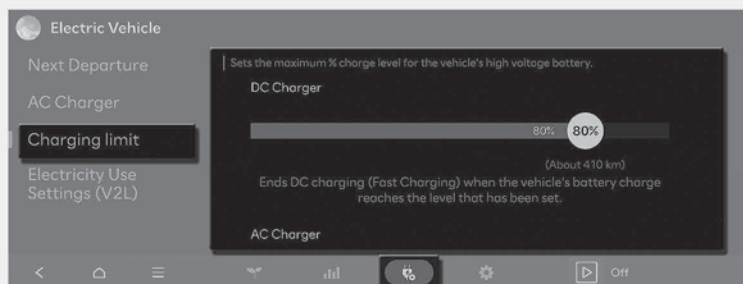 Electric Vehicle
Next Departure
AC Charger
Charging limit
Electricity Use
Settings (V2L)
Sets the maximum % charge level for the vehicle's high voltage battery.
DC Charger
80% 80%
(About 410 km)
Ends DC charging (Fast Charging) when the vehicle's battery charge
reaches the level that has been set.
AC Charger
Off